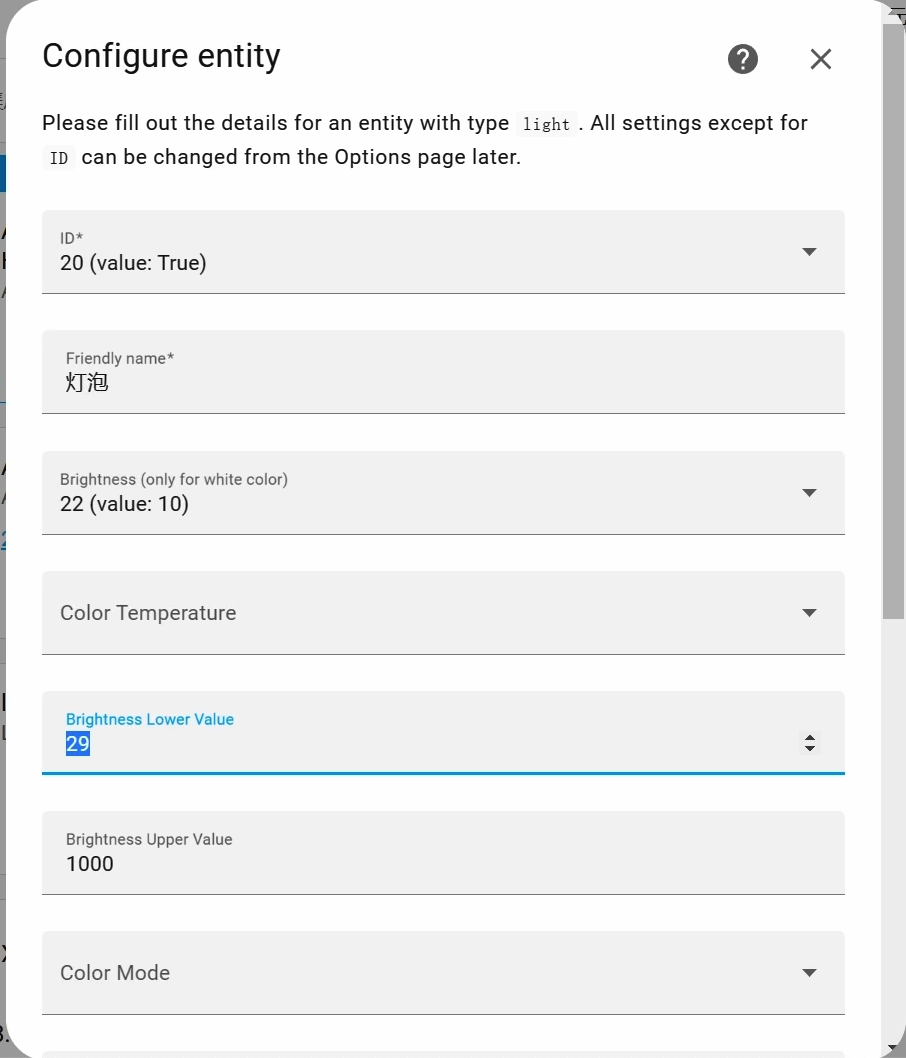 Configure entity
Please fill out the details for an entity with type light. All settings except for
ID can be changed from the Options page later.
ID*
20 (value: True)
Friendly name*
灯泡
Brightness (only for white color)
22 (value: 10)
Color Temperature
Brightness Lower Value
29
Brightness Upper Value
1000
Color Mode